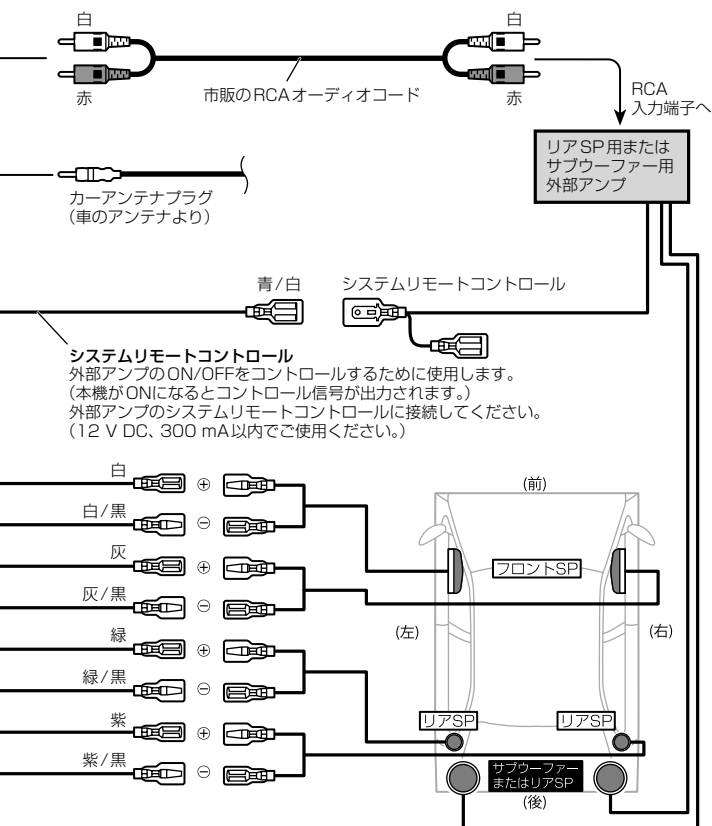 白
白
赤
市販のRCAオーディオコード
赤
RCA
入力端子へ
リアSP用または
サブウーファー用
外部アンプ
カーアンテナプラグ
（車のアンテナより）
青/白
システムリモートコントロール
システムリモートコントロール
外部アンプのON/OFFをコントロールするために使用します。
（本機がONになるとコントロール信号が出力されます。）
外部アンプのシステムリモートコントロールに接続してください。
（12 V DC、300 mA以内でご使用ください。）
白
⊕
(前)
白/黒
⊖
灰
⊕
フロントSP
灰/黒
⊖
緑
⊕
(左)
(右)
緑/黒
⊖
紫
⊕
リアSP
リアSP
紫/黒
⊖
サブウーファー
またはリアSP
(後)